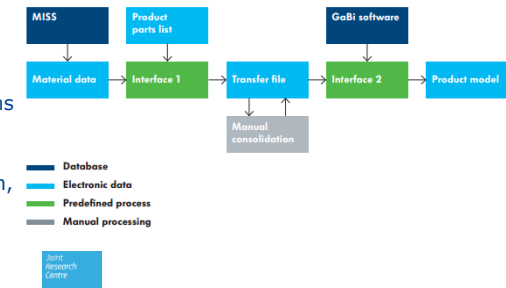 MISS
Product
parts list
GaBi software
Material data
Interface 1
Transfer file
Interface 2
Product model
ns
Manual
consolidation
n,
Database
Electronic data
Predefined process
Manual processing
Joint
Research
Centre